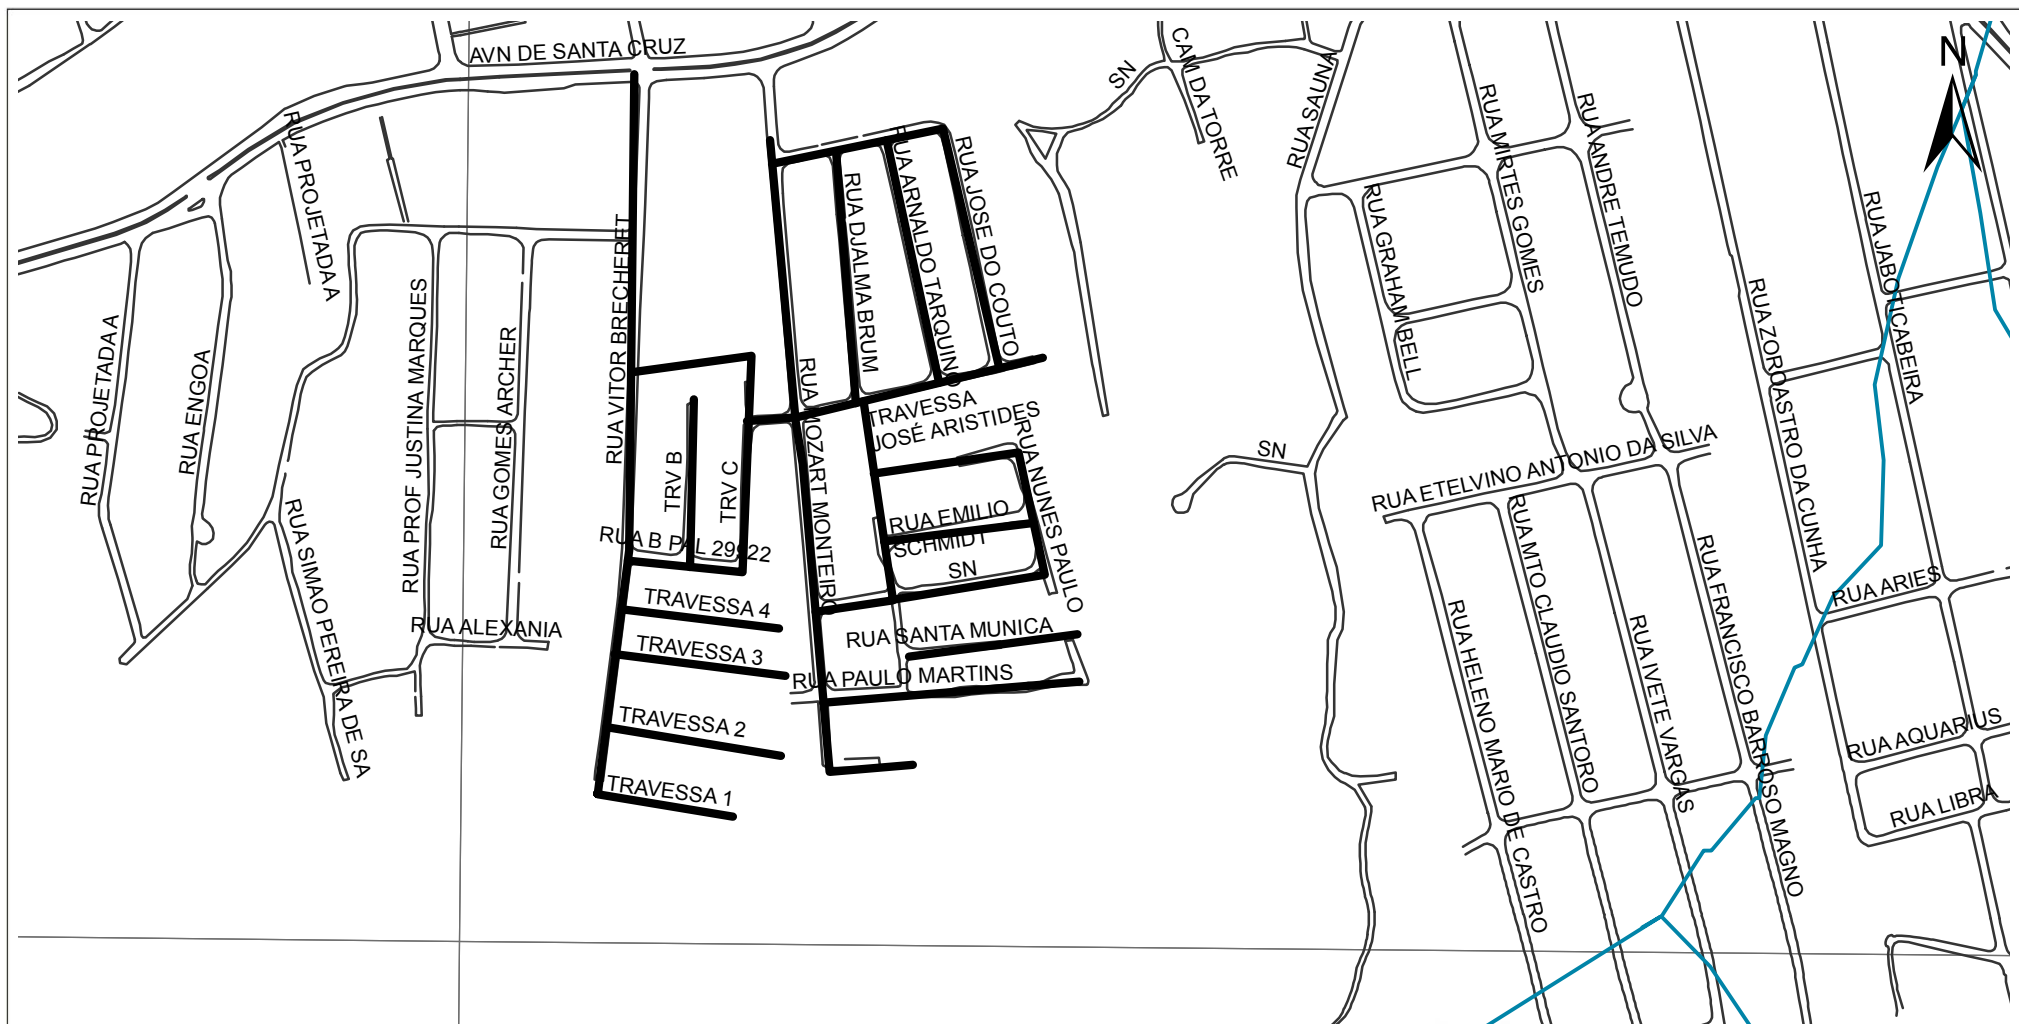 AVN DE SANTA CRUZ
SN
CAM DA TORRE
RUA SAUNA
N
RUA PROJETADA A
RUA ARNALDO TARQUINO
RUA JOSE DO COUTO
RUA DJALMA BRUM
RUA MIRTES GOMES
RUA ANDRE TEMUDO
RUA GRAHAM BELL
RUA JABOTICABEIRA
RUA ZOROASTRO DA CUNHA
RUA VITOR BRECHERET
RUA PROF JUSTINA MARQUES
RUA GOMES ARCHER
RUA PROJETADA A
RUA ENGOA
RUA MOZART MONTEIRO
TRAVESSA
JOSÉ ARISTIDES
RUA NUNES PAULO
TRV B
TRV C
SN
RUA ETELVINO ANTONIO DA SILVA
RUA SIMAO PEREIRA DE SA
RUA EMILIO
SCHMIDT
RUA B PAL 29922
SN
RUA MTO CLAUDIO SANTORO
RUA FRANCISCO BARROSO MAGNO
RUA ARIES
TRAVESSA 4
RUA HELENO MARIO DE CASTRO
RUA IVETE VARGAS
RUA ALEXANIA
RUA SANTA MUNICA
TRAVESSA 3
RUA PAULO MARTINS
TRAVESSA 2
RUA AQUARIUS
TRAVESSA 1
RUA LIBRA